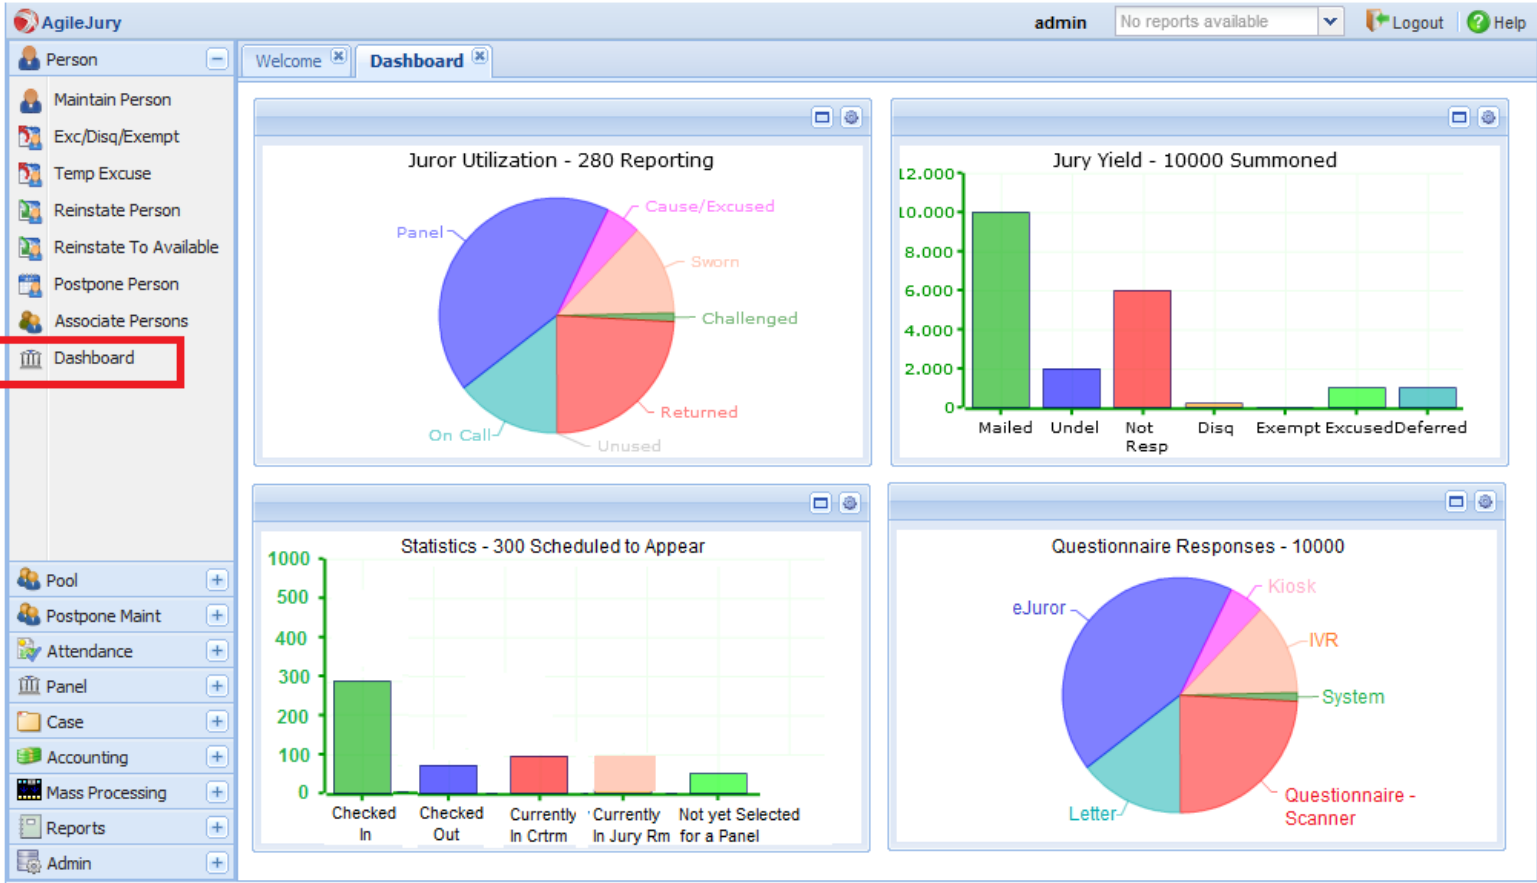 AgileJury
admin
No reports available
Logout
Help
Person
Maintain Person
Exc/Disq/Exempt
Temp Excuse
Reinstate Person
Reinstate To Available
Postpone Person
Associate Persons
Dashboard
Pool
Postpone Maint
Attendance
Panel
Case
Accounting
Mass Processing
Reports
Admin
Welcome
Dashboard
Juror Utilization - 280 Reporting
Cause/Excused
Panel
Sworn
Challenged
Returned
On Call
Unused
Jury Yield - 10000 Summoned
12.000
10.000
8.000
6.000
4.000
2.000
0
Mailed Undel Not Disq Exempt Excused Deferred
Resp
Statistics - 300 Scheduled to Appear
1000
500
400
300
200
100
0
Checked Checked Currently Currently Not yet Selected
In Out In Crtrm In Jury Rm for a Panel
Questionnaire Responses - 10000
Kiosk
eJuror
IVR
System
Questionnaire -
Scanner
Letter